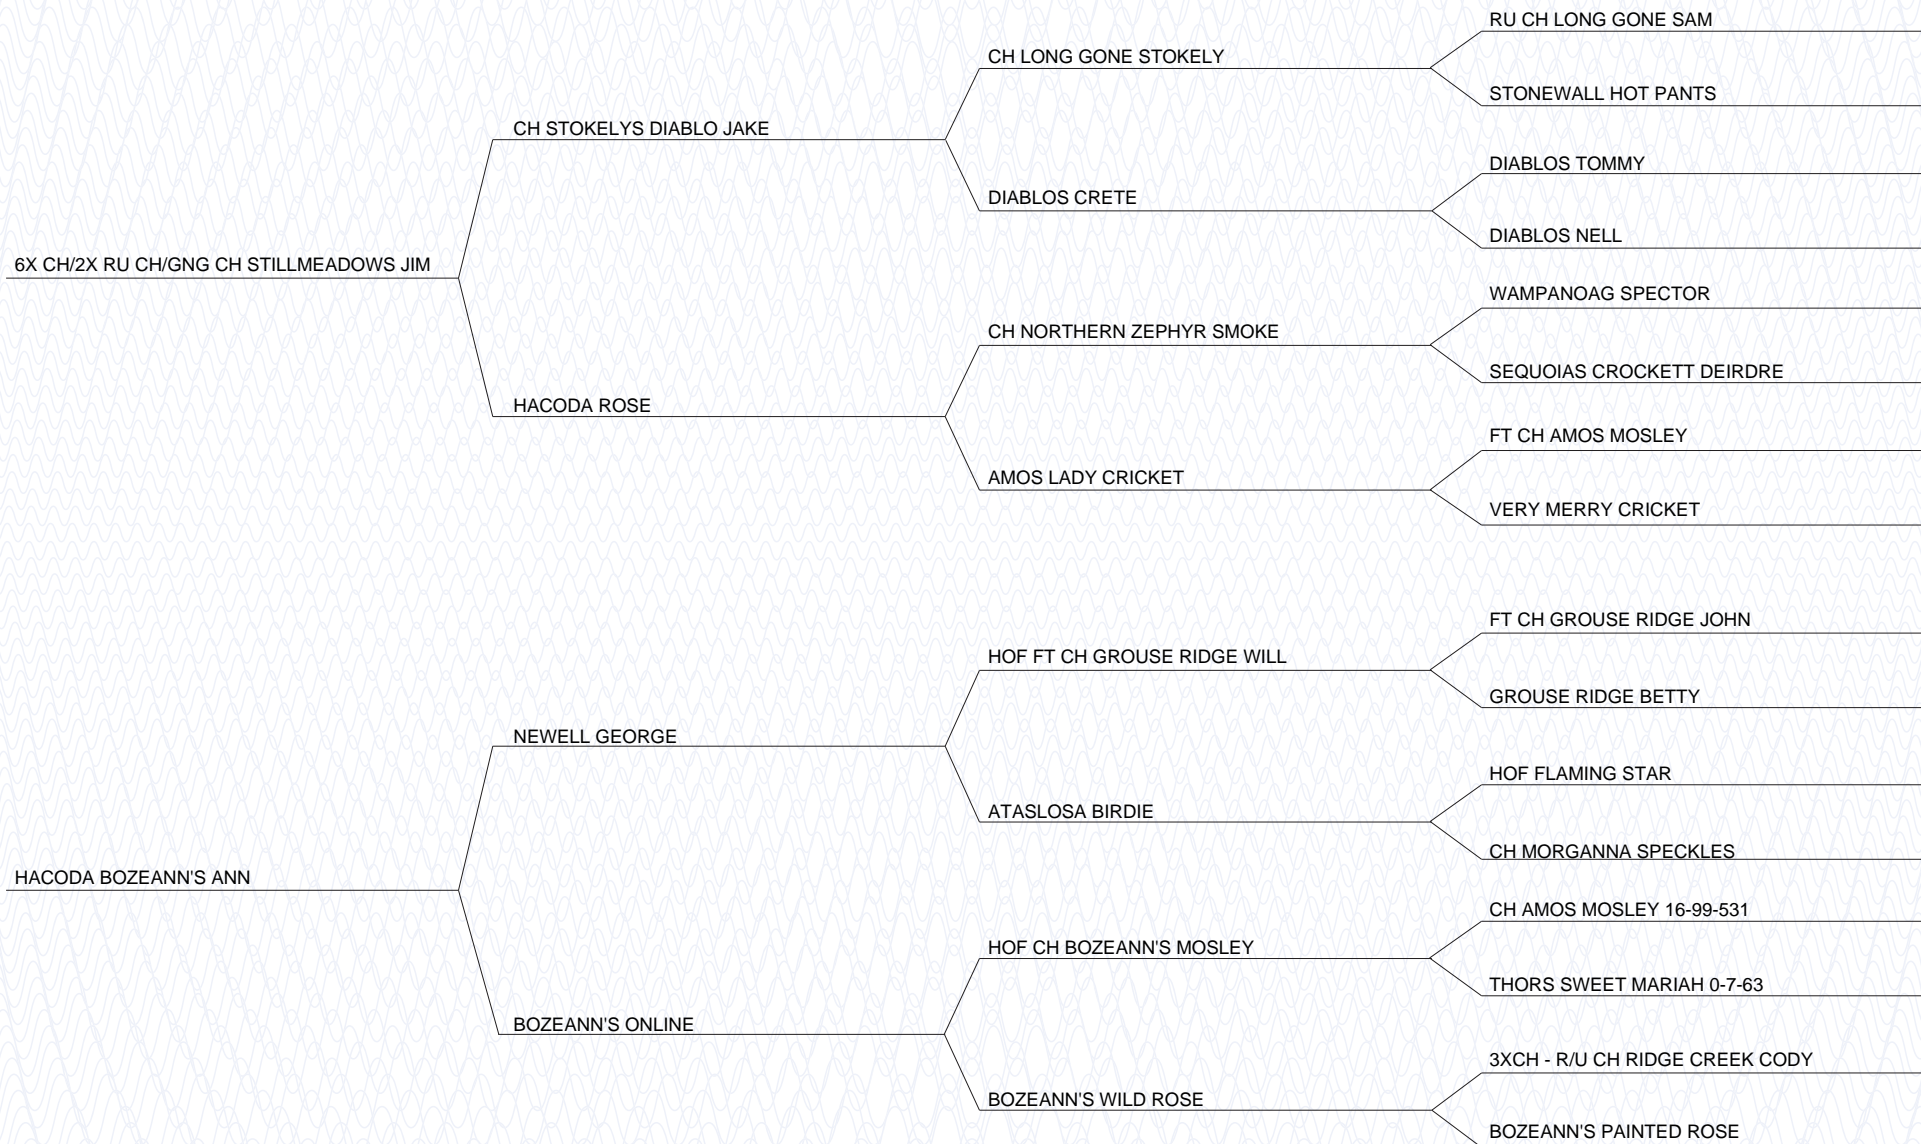 RU CH LONG GONE SAM
CH LONG GONE STOKELY
STONEWALL HOT PANTS
CH STOKELYS DIABLO JAKE
DIABLOS TOMMY
DIABLOS CRETE
DIABLOS NELL
6X CH/2X RU CH/GNG CH STILLMEADOWS JIM
WAMPANOAG SPECTOR
CH NORTHERN ZEPHYR SMOKE
SEQUOIAS CROCKETT DEIRDRE
HACODA ROSE
FT CH AMOS MOSLEY
AMOS LADY CRICKET
VERY MERRY CRICKET
FT CH GROUSE RIDGE JOHN
HOF FT CH GROUSE RIDGE WILL
GROUSE RIDGE BETTY
NEWELL GEORGE
HOF FLAMING STAR
ATASLOSA BIRDIE
CH MORGANNA SPECKLES
HACODA BOZEANN'S ANN
CH AMOS MOSLEY 16-99-531
HOF CH BOZEANN'S MOSLEY
THORS SWEET MARIAH 0-7-63
BOZEANN'S ONLINE
3XCH - R/U CH RIDGE CREEK CODY
BOZEANN'S WILD ROSE
BOZEANN'S PAINTED ROSE